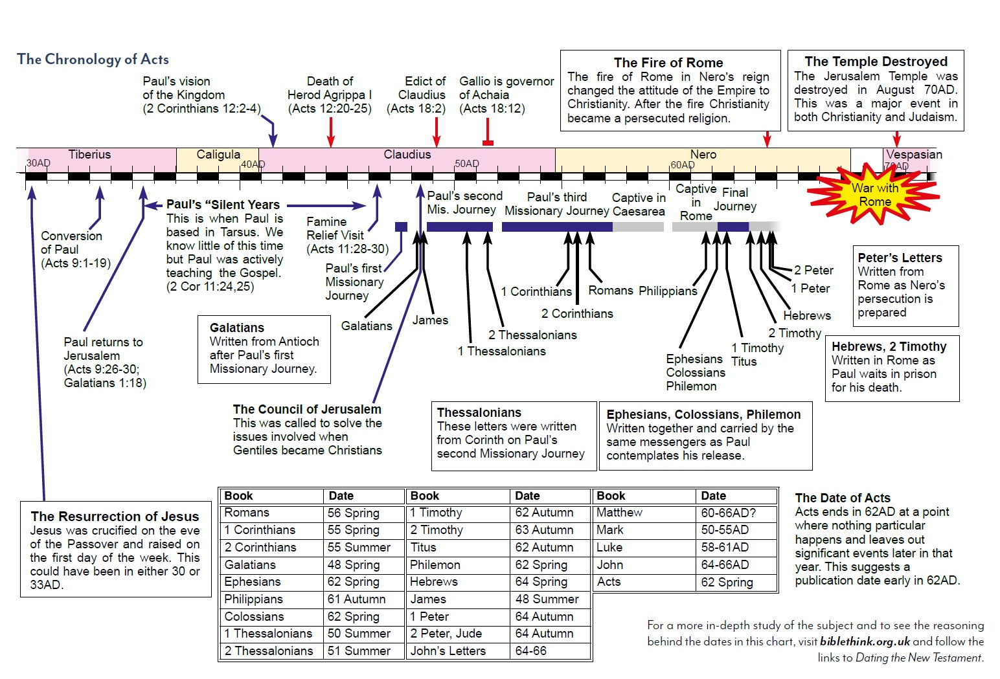 The Chronology of Acts
Paul's vision
of the Kingdom
(2 Corinthians 12:2-4)
Death of
Herod Agrippa I
(Acts 12:20-25)
Edict of
Claudius
(Acts 18:2)
Gallio is governor
of Achaia
(Acts 18:12)
The Fire of Rome
The fire of Rome in Nero's reign
changed the attitude of the Empire to
Christianity. After the fire Christianity
became a persecuted religion.
The Temple Destroyed
The Jerusalem Temple was
destroyed in August 70AD.
This was a major event in
both Christianity and Judaism.
Tiberius
Caligula
Claudius
Nero
Vespasian
30AD
40AD
50AD
60AD
70AD
War with
Rome
Conversion
of Paul
(Acts 9:1-19)
Paul's “Silent Years
This is when Paul is
based in Tarsus. We
know little of this time
but Paul was actively
teaching the Gospel.
(2 Cor 11:24,25)
Famine
Relief Visit
(Acts 11:28-30)
Paul's first
Missionary
Journey
Paul's second
Mis. Journey
Paul's third
Missionary Journey
Captive in
Caesarea
Captive
in
Rome
Final
Journey
Paul returns to
Jerusalem
(Acts 9:26-30;
Galatians 1:18)
Galatians
James
1 Thessalonians
2 Thessalonians
1 Corinthians
2 Corinthians
Romans
Philippians
Ephesians
Colossians
Philemon
1 Timothy
Titus
2 Timothy
Hebrews
1 Peter
2 Peter
Peter's Letters
Written from
Rome as Nero's
persecution is
prepared
Galatians
Written from Antioch
after Paul's first
Missionary Journey.
Hebrews, 2 Timothy
Written in Rome as
Paul waits in prison
for his death.
The Council of Jerusalem
This was called to solve the
issues involved when
Gentiles became Christians
Thessalonians
These letters were written
from Corinth on Paul's
second Missionary Journey
Ephesians, Colossians, Philemon
Written together and carried by the
same messengers as Paul
contemplates his release.
The Resurrection of Jesus
Jesus was crucified on the eve
of the Passover and raised on
the first day of the week. This
could have been in either 30 or
33AD.
Book Date Book Date Book Date
Romans 56 Spring 1 Timothy 62 Autumn Matthew 60-66AD?
1 Corinthians 55 Spring 2 Timothy 63 Autumn Mark 50-55AD
2 Corinthians 55 Summer Titus 62 Autumn Luke 58-61AD
Galatians 48 Spring Philemon 62 Spring John 64-66AD
Ephesians 62 Spring Hebrews 64 Spring Acts 62 Spring
Philippians 61 Autumn James 48 Summer
Colossians 62 Spring 1 Peter 64 Autumn
1 Thessalonians 50 Summer 2 Peter, Jude 64 Autumn
2 Thessalonians 51 Summer John's Letters 64-66
The Date of Acts
Acts ends in 62AD at a point
where nothing particular
happens and leaves out
significant events later in that
year. This suggests a
publication date early in 62AD.
For a more in-depth study of the subject and to see the reasoning
behind the dates in this chart, visit biblethink.org.uk and follow the
links to Dating the New Testament.